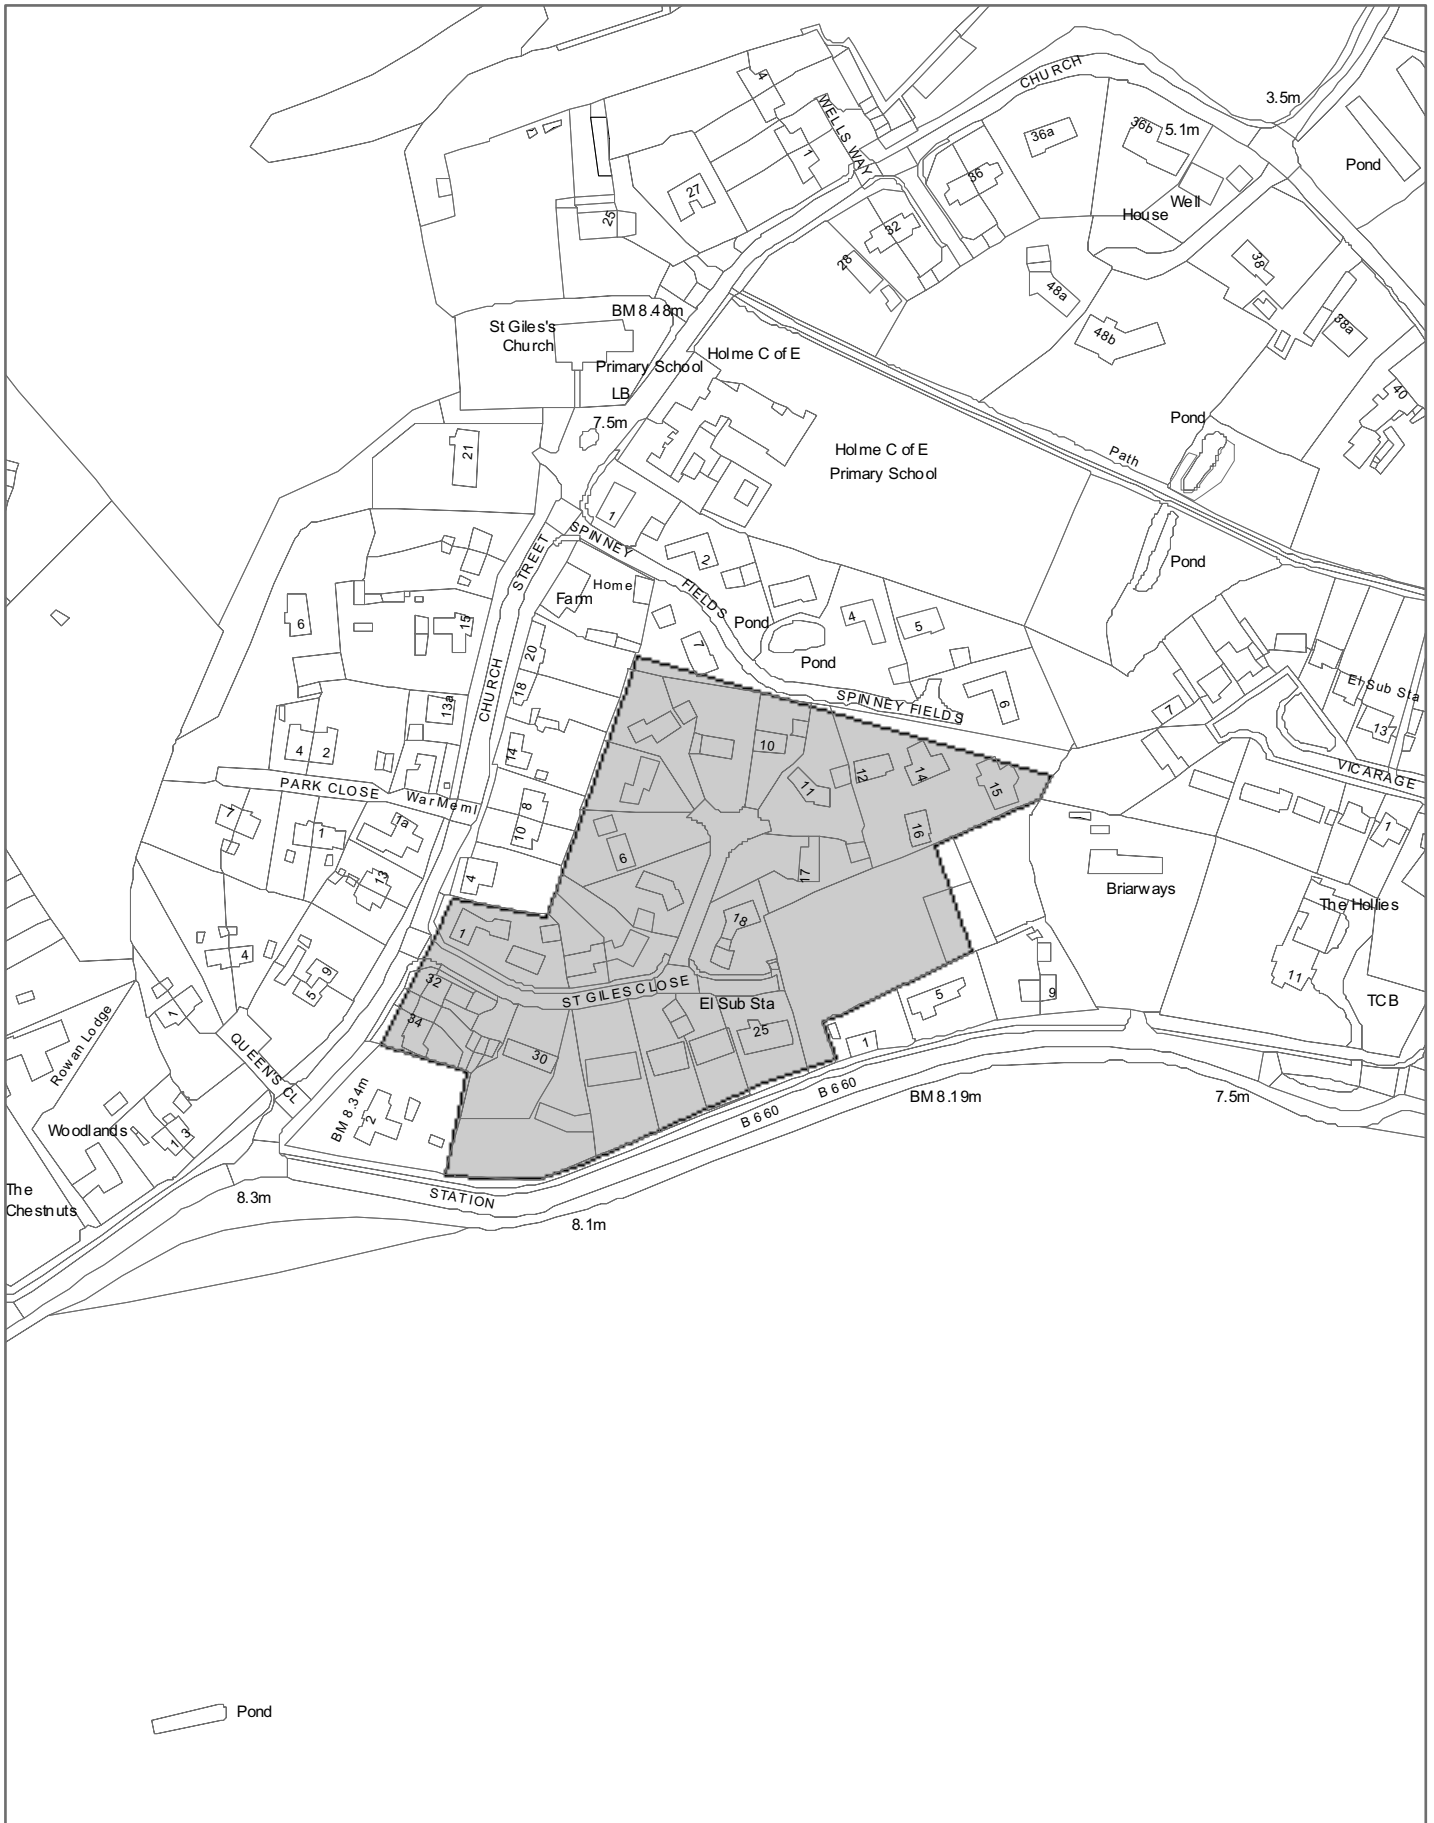 CHURCH
3.5m
4
WELLS WAY
36a
36b
5.1m
1
Pond
36
27
Well
House
25
32
38
28
48a
BM 8.48m
St Giles's
Church
38a
48b
Holme C of E
Primary School
LB
40
7.5m
Pond
21
Holme C of E
Primary School
Path
1
SPINNEY
FIELDS
STREET
2
Pond
Home
Farm
6
15
Pond
4
5
7
20
Pond
El Sub Sta
18
SPINNEY FIELDS
6
13a
CHURCH
7
13
4
2
14
10
VICARAGE
12
14
PARK CLOSE
War Meml
11
15
7
1
1a
8
10
16
1
6
13
4
17
Briarways
The Hollies
18
1
4
9
5
32
ST GILES CLOSE
El Sub Sta
5
9
11
TCB
1
34
25
30
1
Rowan Lodge
QUEEN'S CL
BM 8.34m
2
B 660
B 660
BM 8.19m
7.5m
Woodlands
1
3
The
Chestnuts
8.3m
STATION
8.1m
Pond